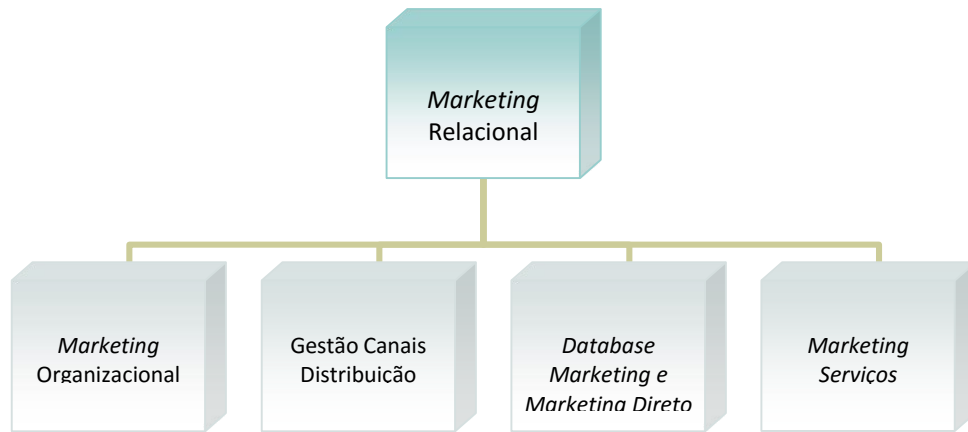 Marketing
Relacional
Marketing
Organizacional
Gestão Canais
Distribuição
Database
Marketing e
Marketing Direto
Marketing
Serviços